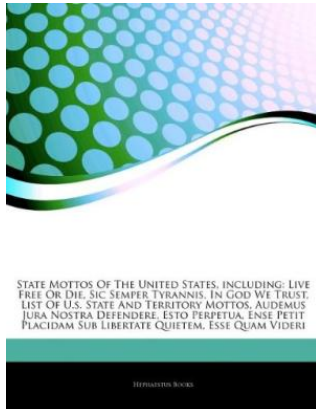 State Mottos Of The United States, including: Live
Free Or Die, Sic Semper Tyrannis, In God We Trust,
List Of U.s. State And Territory Mottos, Audemus
Jura Nostra Defendere, Esto Perpetua, Ense Petit
Placidam Sub Libertate Quietem, Esse Quam Videri
Hephaestus Books